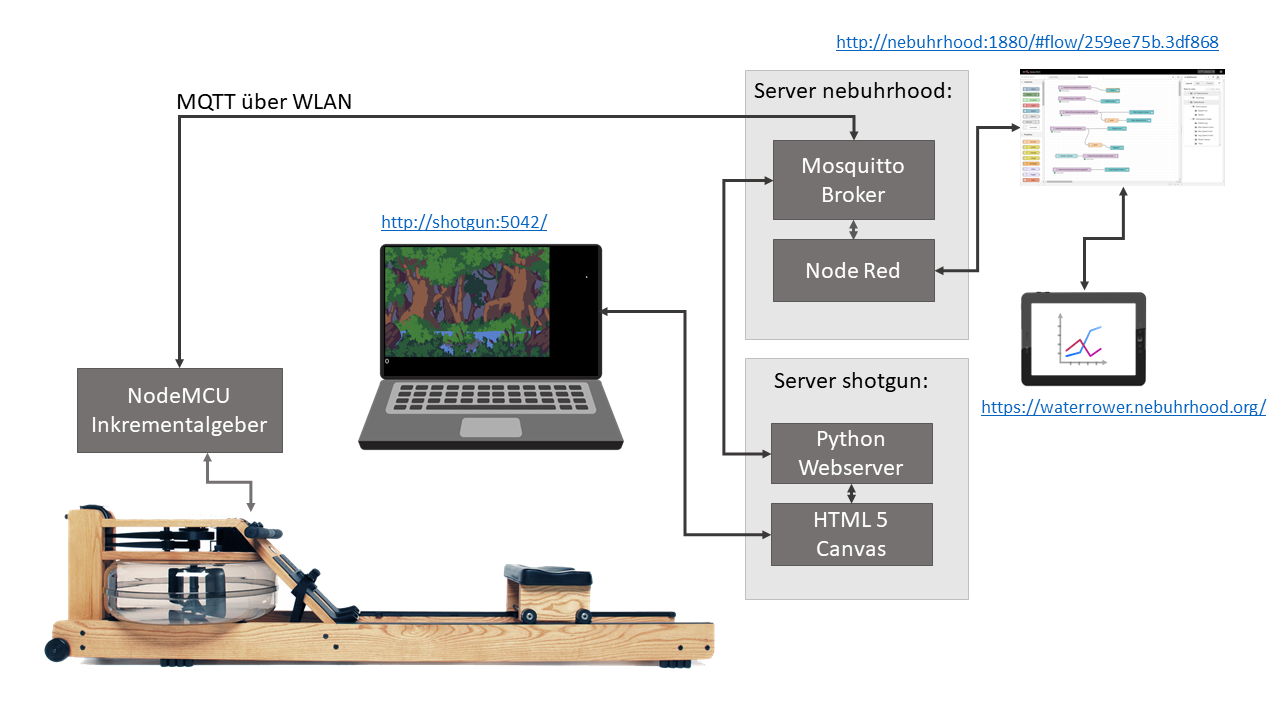 http://nebuhrhood:1880/#flow/259ee75b.3df868
Server nebuhrhood:
MQTT über WLAN
Mosquitto
Broker
http://shotgun:5042/
Node Red
Server shotgun:
NodeMCU
Inkrementalgeber
https://waterrower.nebuhrhood.org/
Python
Webserver
HTML 5
Canvas